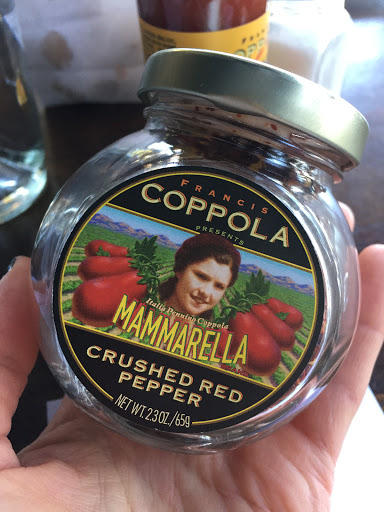 FRANCIS
COPPOLA
PRESENTS
Italia Pennino Coppola
MAMMARELLA
CRUSHED RED
PEPPER
NET WT. 2.3 OZ./65g